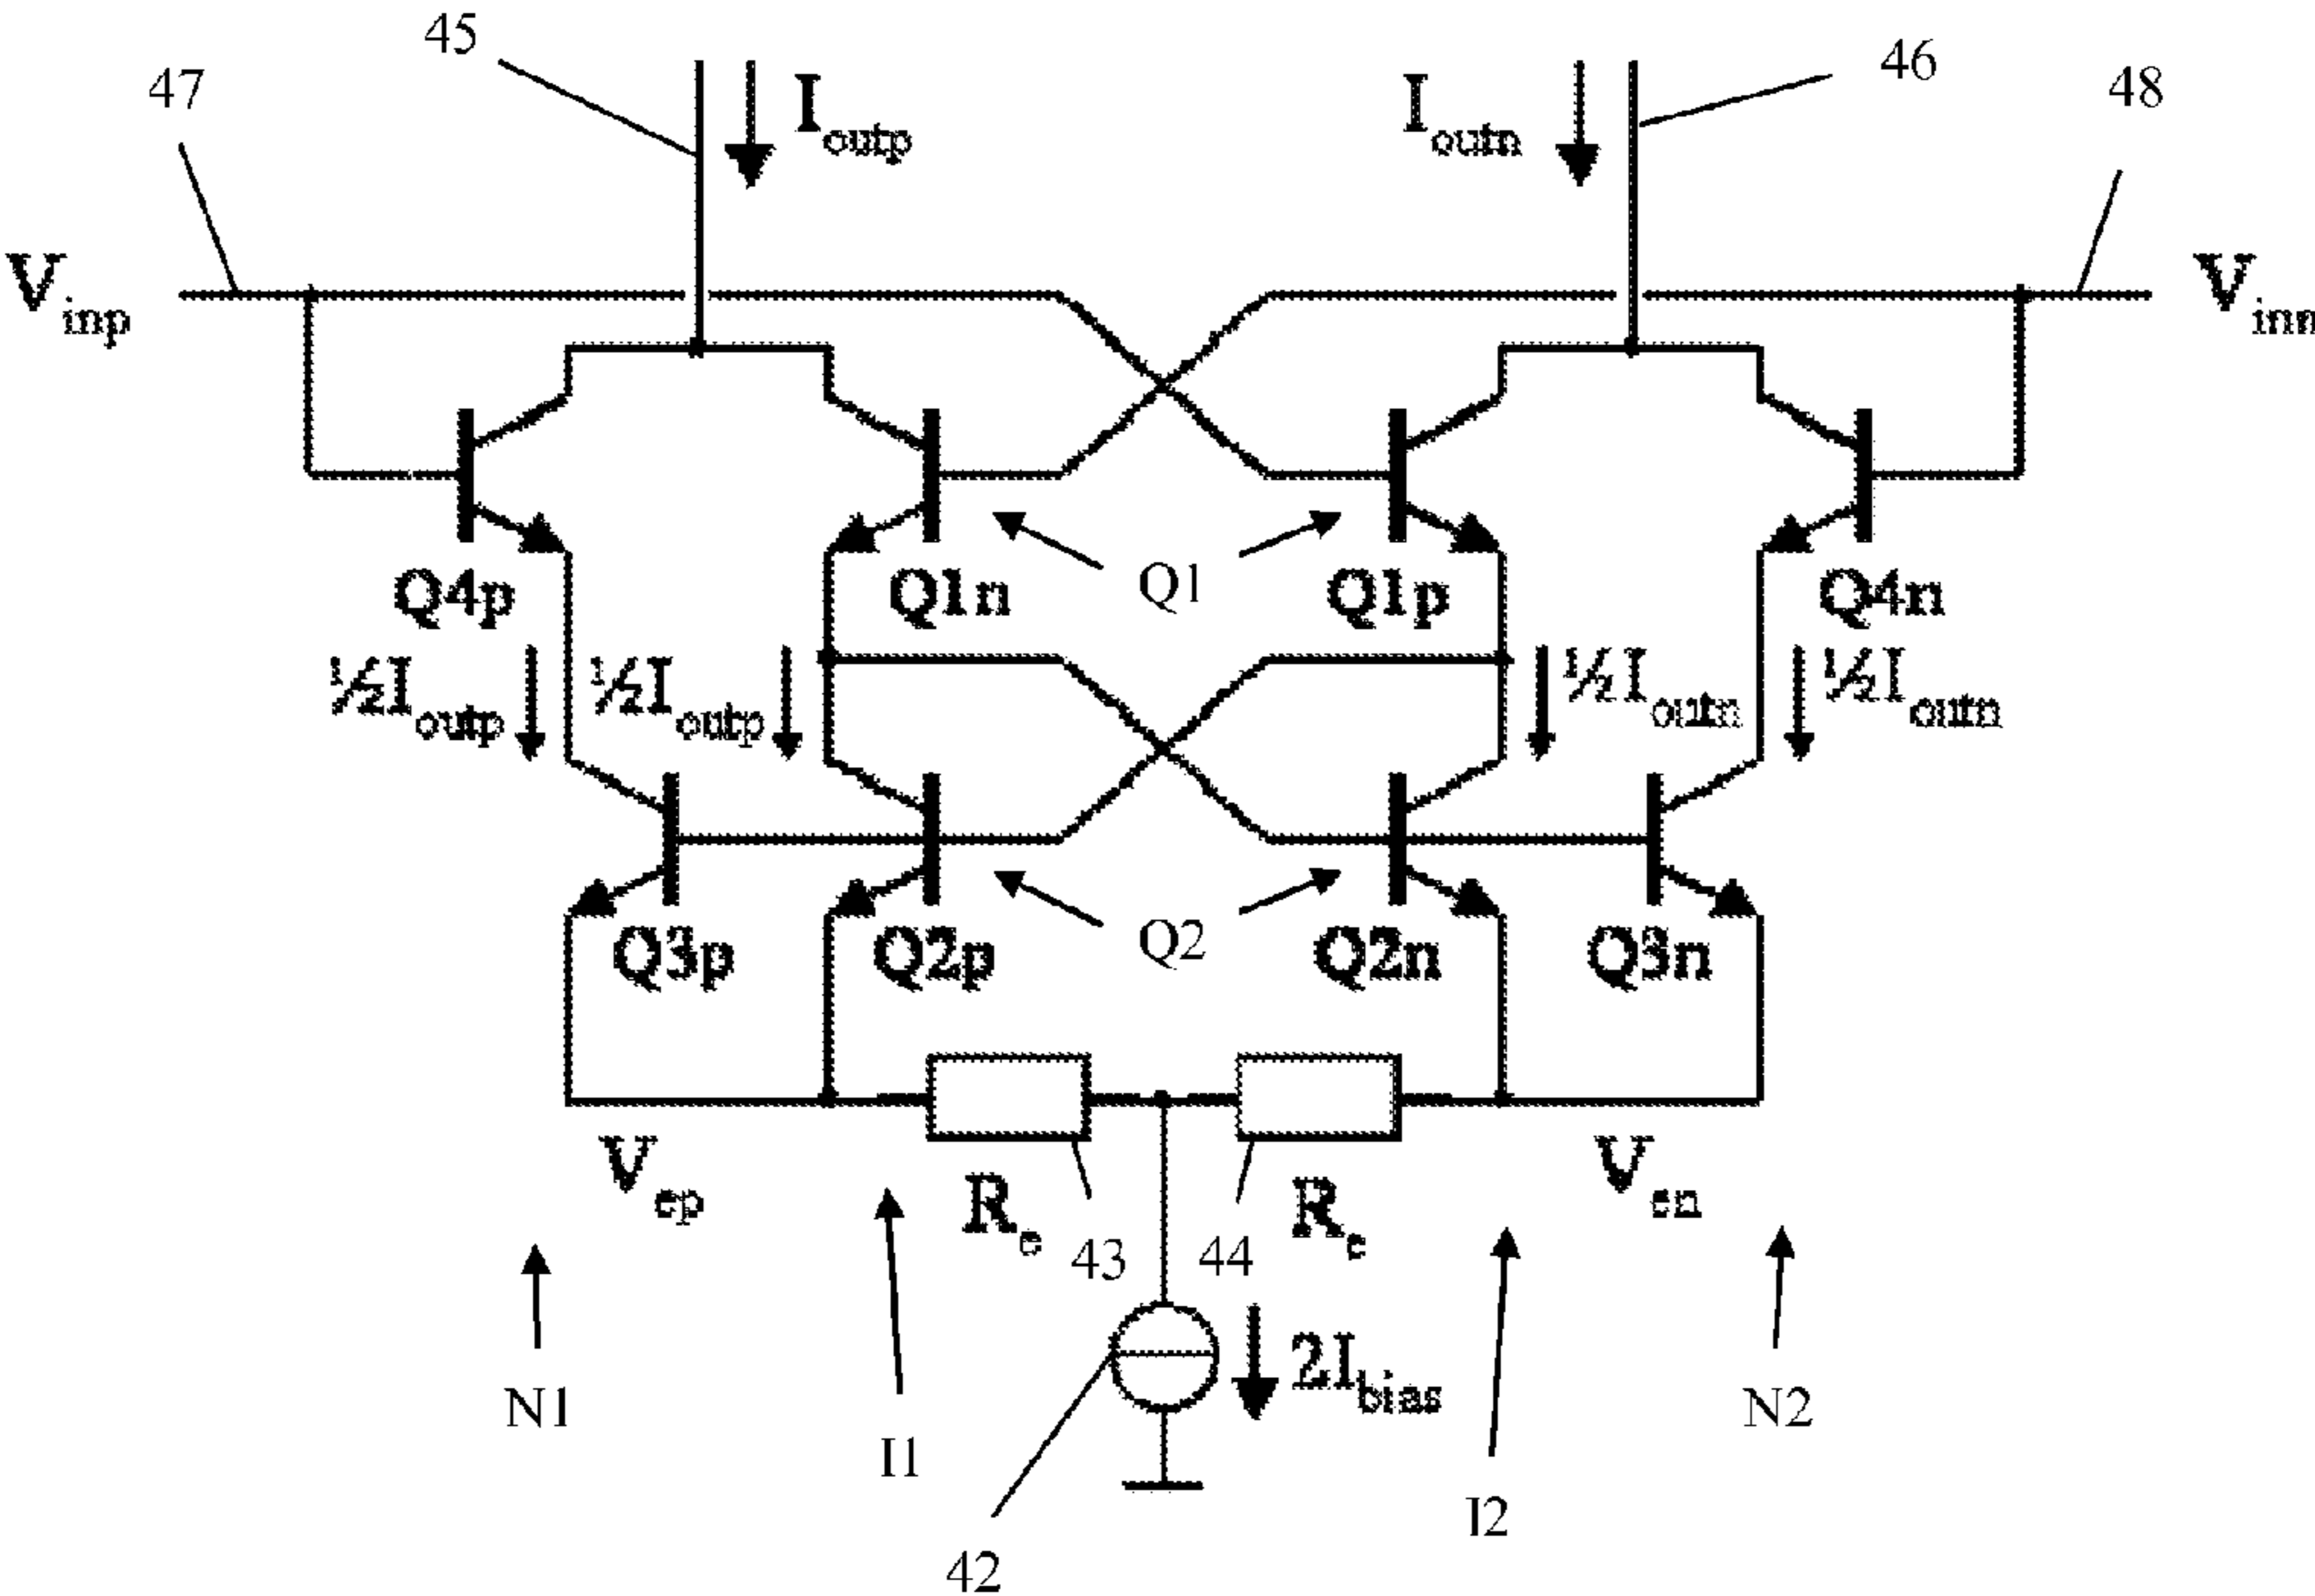 45
46
47
48
I_outp
I_outn
V_inp
V_inn
Q4p
Q1n
Q1
Q1p
Q4n
½I_outp
½I_outp
½I_outn
½I_outn
Q3p
Q2p
Q2
Q2n
Q3n
V_ep
R_e
43
44
R_e
V_en
2I_bias
N1
I1
42
I2
N2